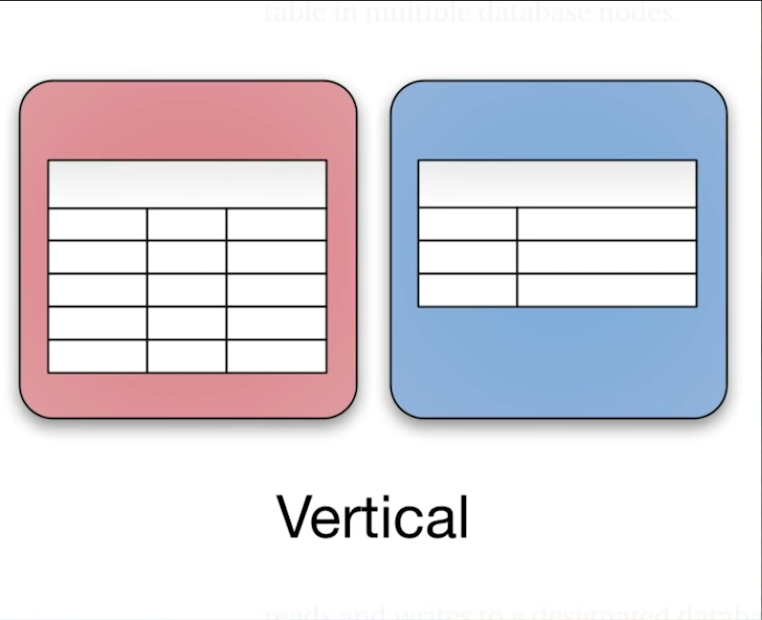 table in multiple database nodes.
Vertical
reads and writes to a designated databa